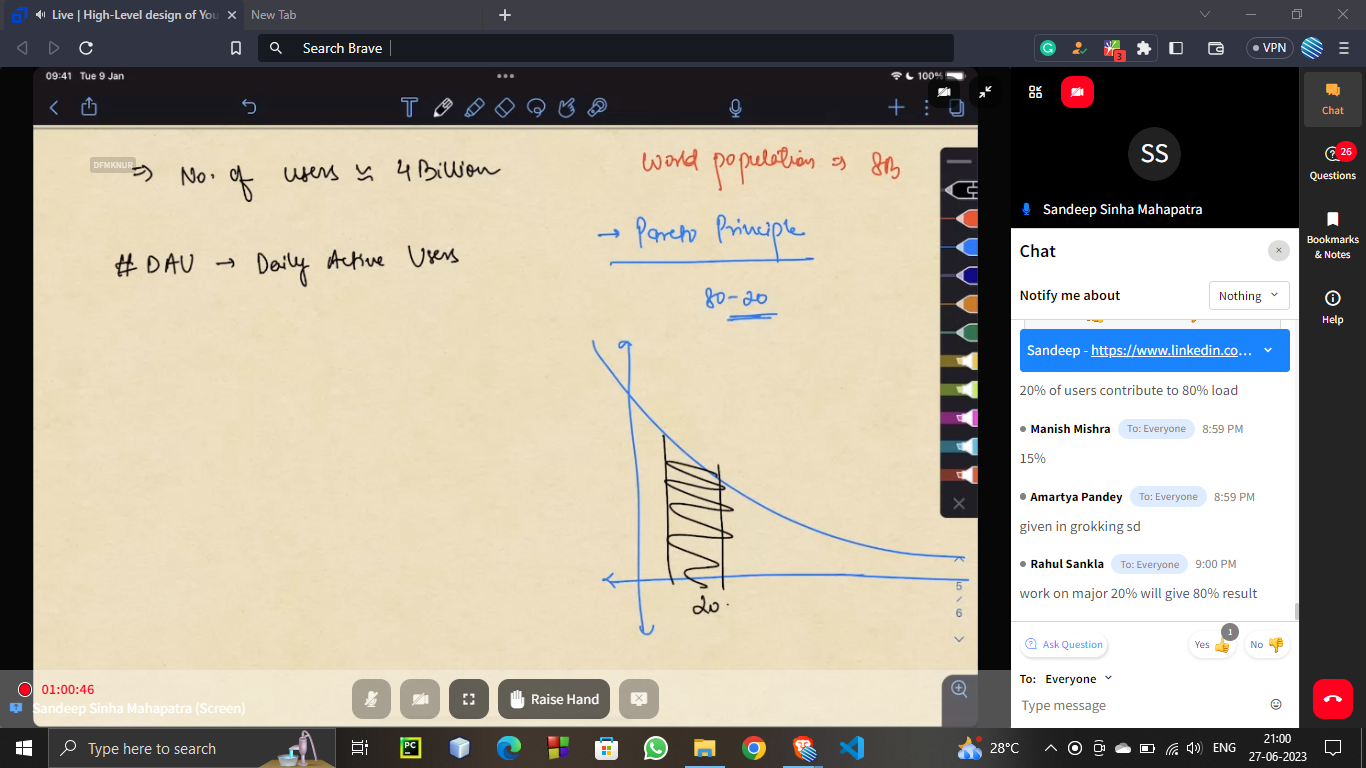 Live | High-Level design of You
New Tab
Search Brave
3
VPN
09:41 Tue 9 Jan
100%
DFMKNUR
⇒ No. of users ≈ 4 Billion
World population ⇒ 8B
→ Pareto Principle
# DAU → Daily Active Users
80-20
20.
5
/
6
01:00:46
Raise Hand
Sandeep Sinha Mahapatra (Screen)
SS
Sandeep Sinha Mahapatra
Chat
Notify me about
Nothing
Sandeep - https://www.linkedin.co...
20% of users contribute to 80% load
Manish Mishra To: Everyone 8:59 PM
15%
Amartya Pandey To: Everyone 8:59 PM
given in grokking sd
Rahul Sankla To: Everyone 9:00 PM
work on major 20% will give 80% result
Ask Question
Yes
1
No
To: Everyone
Type message
Chat
26
Questions
Bookmarks
& Notes
Help
Type here to search
PC
28°C
ENG
21:00
27-06-2023